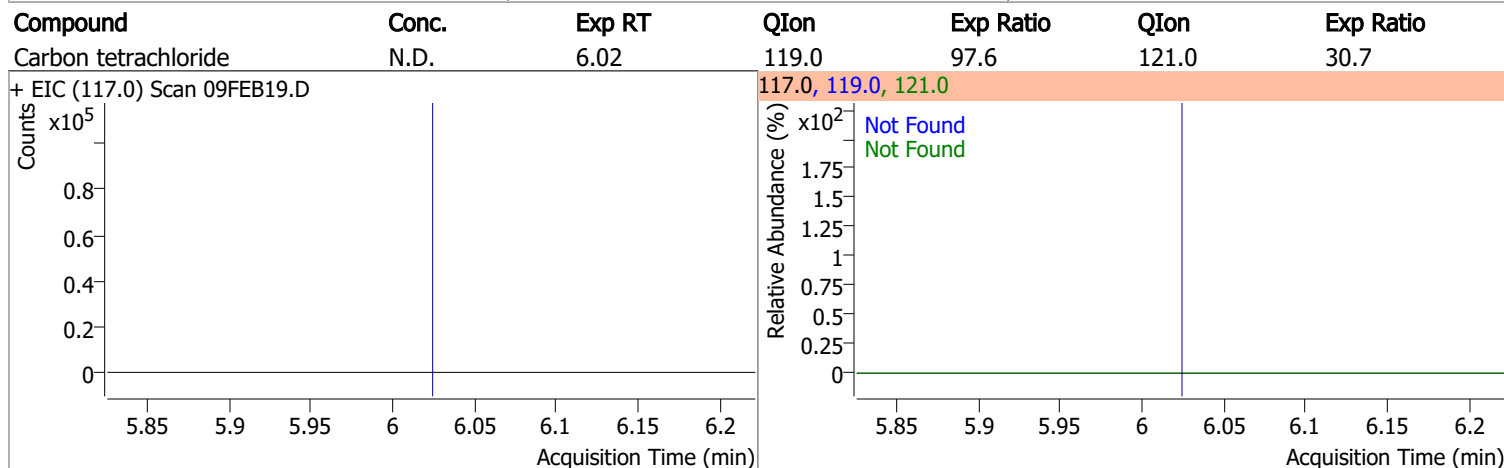 Compound Conc. Exp RT QIon Exp Ratio QIon Exp Ratio
Carbon tetrachloride N.D. 6.02 119.0 97.6 121.0 30.7
+ EIC (117.0) Scan 09FEB19.D
Counts
x10⁵
0.8
0.6
0.4
0.2
0
5.85 5.9 5.95 6 6.05 6.1 6.15 6.2
Acquisition Time (min)
117.0, 119.0, 121.0
Relative Abundance (%)
x10²
Not Found
Not Found
1.75
1.5
1.25
1
0.75
0.5
0.25
0
5.85 5.9 5.95 6 6.05 6.1 6.15 6.2
Acquisition Time (min)